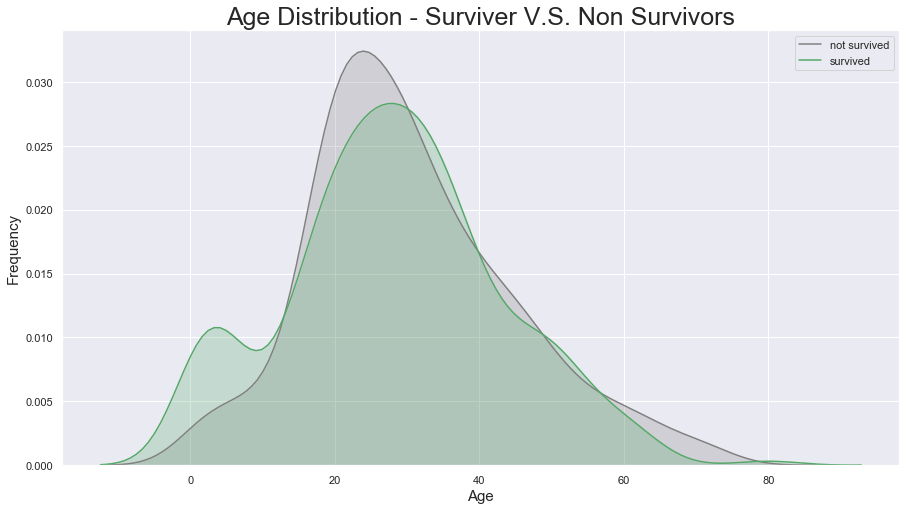 Age Distribution - Surviver V.S. Non Survivors
not survived
survived
0.030
0.025
0.020
0.015
0.010
0.005
0.000
Frequency
0 20 40 60 80
Age